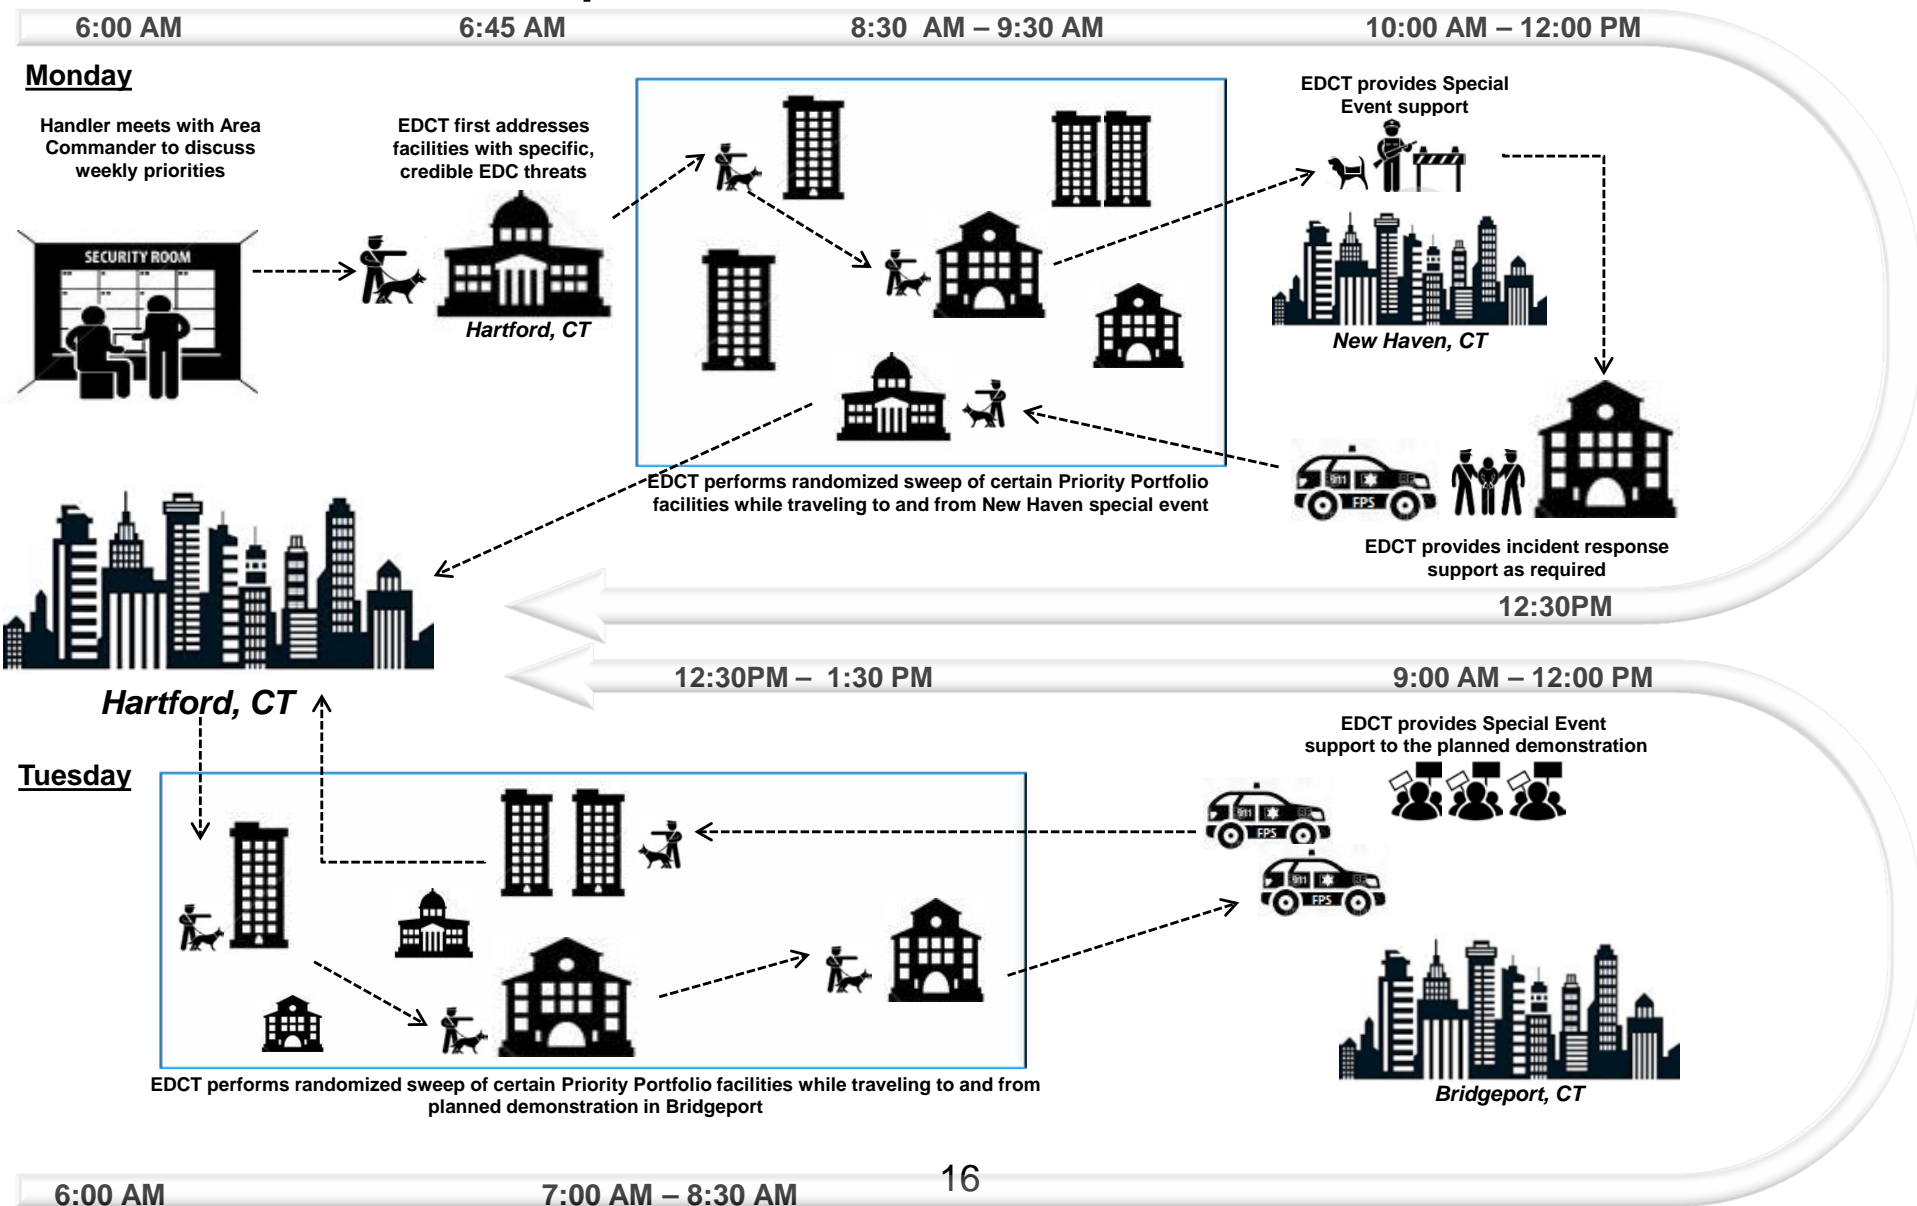 6:00 AM
6:45 AM
8:30 AM – 9:30 AM
10:00 AM – 12:00 PM
Monday
Handler meets with Area
Commander to discuss
weekly priorities
SECURITY ROOM
EDCT first addresses
facilities with specific,
credible EDC threats
Hartford, CT
EDCT performs randomized sweep of certain Priority Portfolio
facilities while traveling to and from New Haven special event
EDCT provides Special
Event support
New Haven, CT
911
FPS
EDCT provides incident response
support as required
12:30PM
Hartford, CT
12:30PM – 1:30 PM
9:00 AM – 12:00 PM
Tuesday
EDCT provides Special Event
support to the planned demonstration
911
FPS
911
FPS
Bridgeport, CT
EDCT performs randomized sweep of certain Priority Portfolio facilities while traveling to and from
planned demonstration in Bridgeport
6:00 AM
7:00 AM – 8:30 AM
16